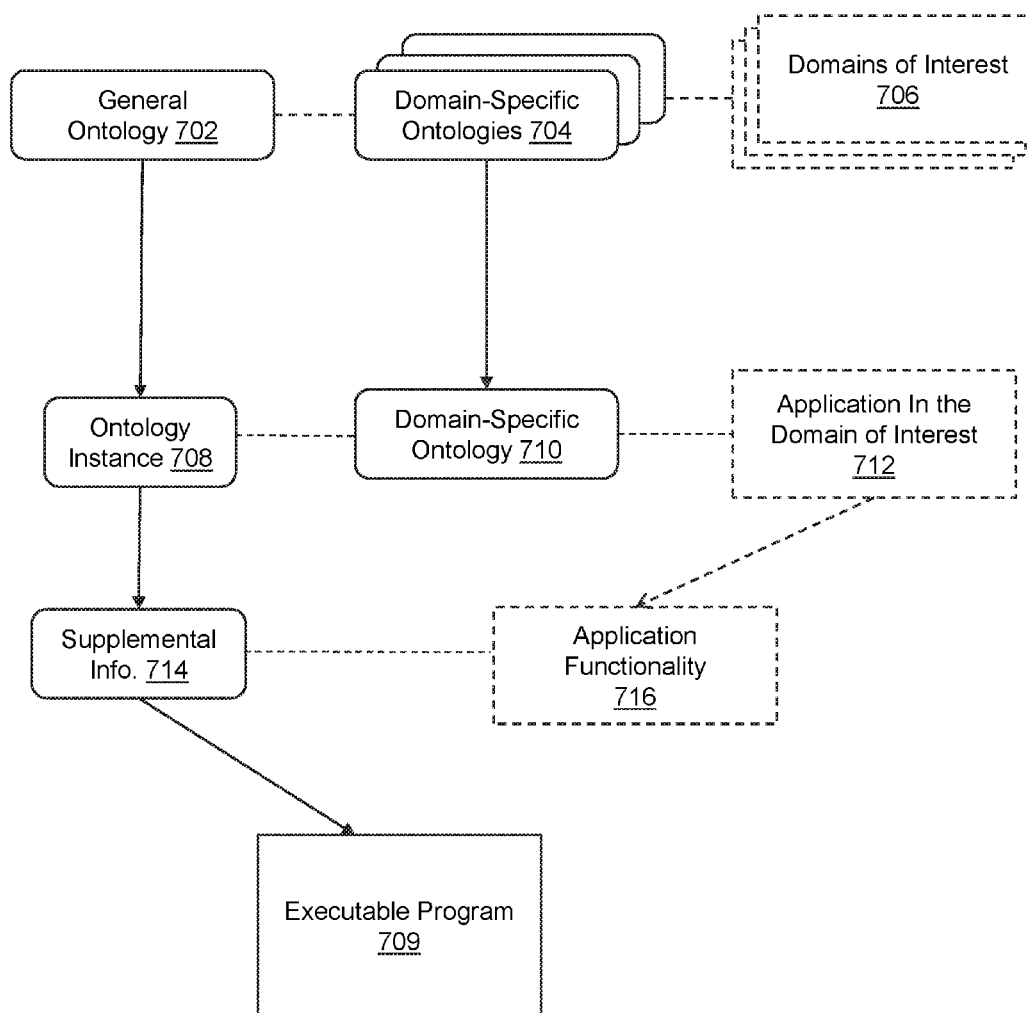 General
Ontology 702
Domain-Specific
Ontologies 704
Domains of Interest
706
Ontology
Instance 708
Domain-Specific
Ontology 710
Application In the
Domain of Interest
712
Supplemental
Info. 714
Application
Functionality
716
Executable Program
709